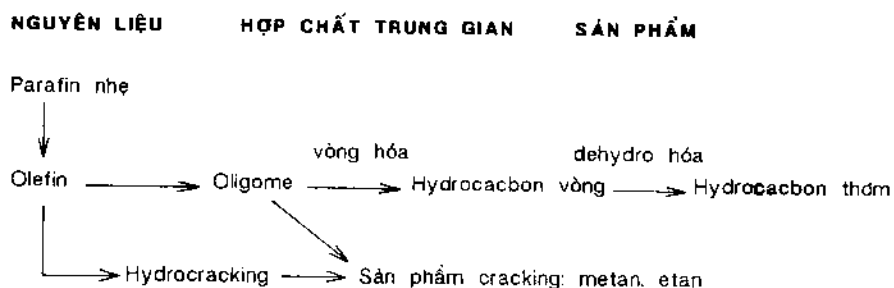 NGUYÊN LIỆU HỢP CHẤT TRUNG GIAN SẢN PHẨM
Parafin nhẹ
vòng hóa dehydro hóa
Olefin Oligome Hydrocacbon vòng Hydrocacbon thơm
Hydrocracking Sản phẩm cracking: metan. etan